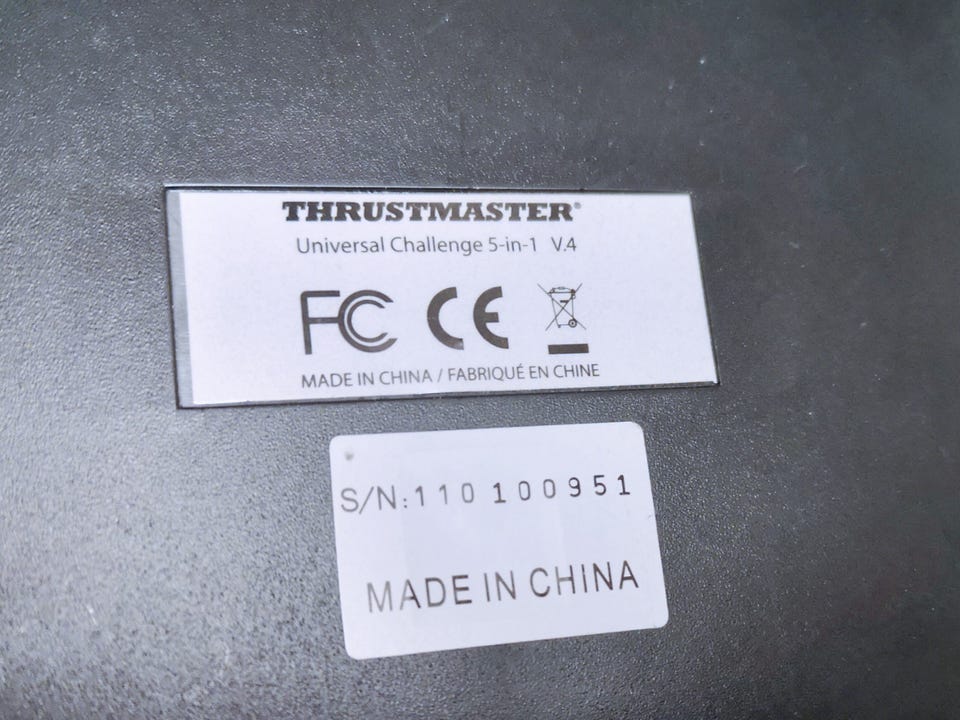 THRUSTMASTER®
Universal Challenge 5-in-1 V.4
FC CE
MADE IN CHINA / FABRIQUÉ EN CHINE
S/N:110 100951
MADE IN CHINA